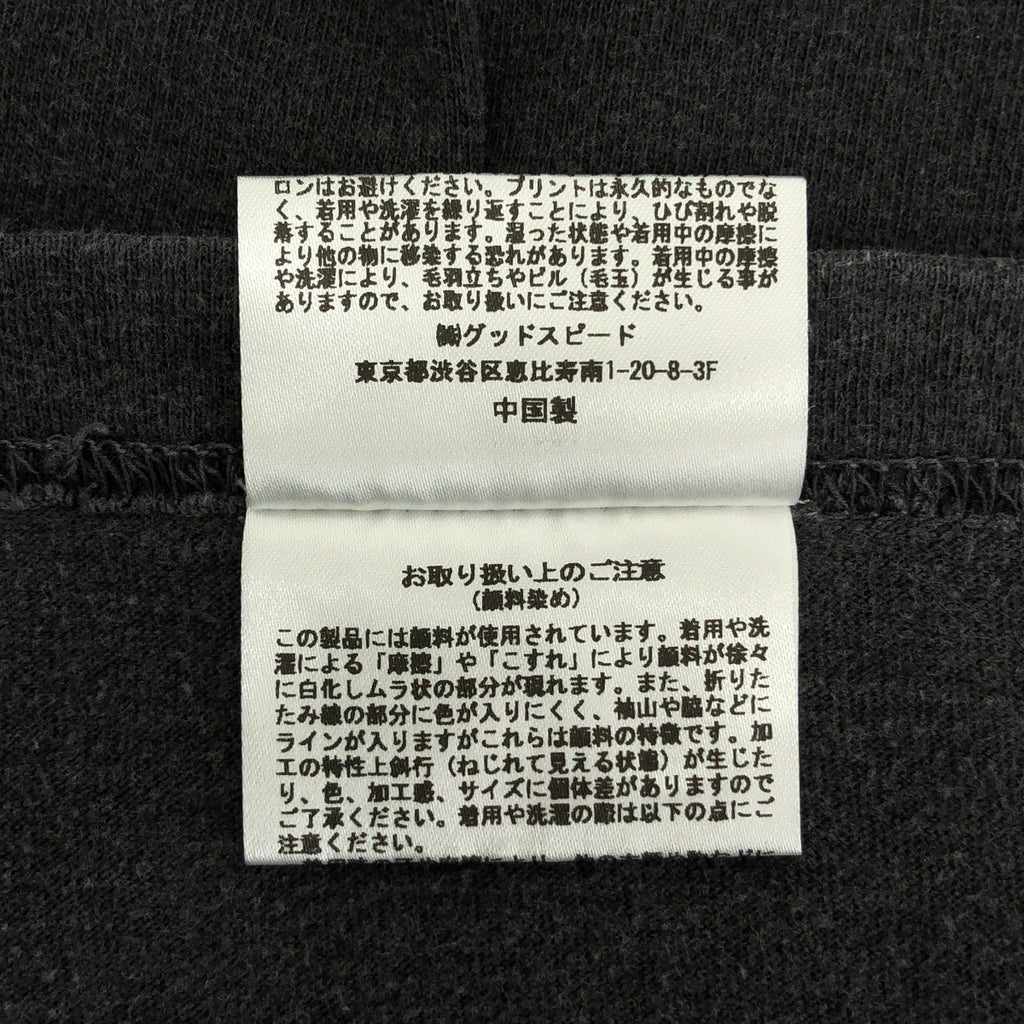 ロンはお避けください。プリントは永久的なものでな
く、着用や洗濯を繰り返すことにより、ひび割れや脱
落することがあります。湿った状態や着用中の摩擦に
より他の物に移染する恐れがあります。着用中の摩擦
や洗濯により、毛羽立ちやピル（毛玉）が生じる事が
ありますので、お取り扱いにご注意ください。
㈱グッドスピード
東京都渋谷区恵比寿南1-20-8-3F
中国製
お取り扱い上のご注意
（顔料染め）
この製品には顔料が使用されています。着用や洗
濯による「摩擦」や「こすれ」により顔料が徐々
に白化しムラ状の部分が現れます。また、折りた
たみ線の部分に色が入りにくく、袖山や脇などに
ラインが入りますがこれらは顔料の特徴です。加
工の特性上斜行（ねじれて見える状態）が生じた
り、色、加工感、サイズに個体差がありますので
ご了承ください。着用や洗濯の際は以下の点にご
注意ください。